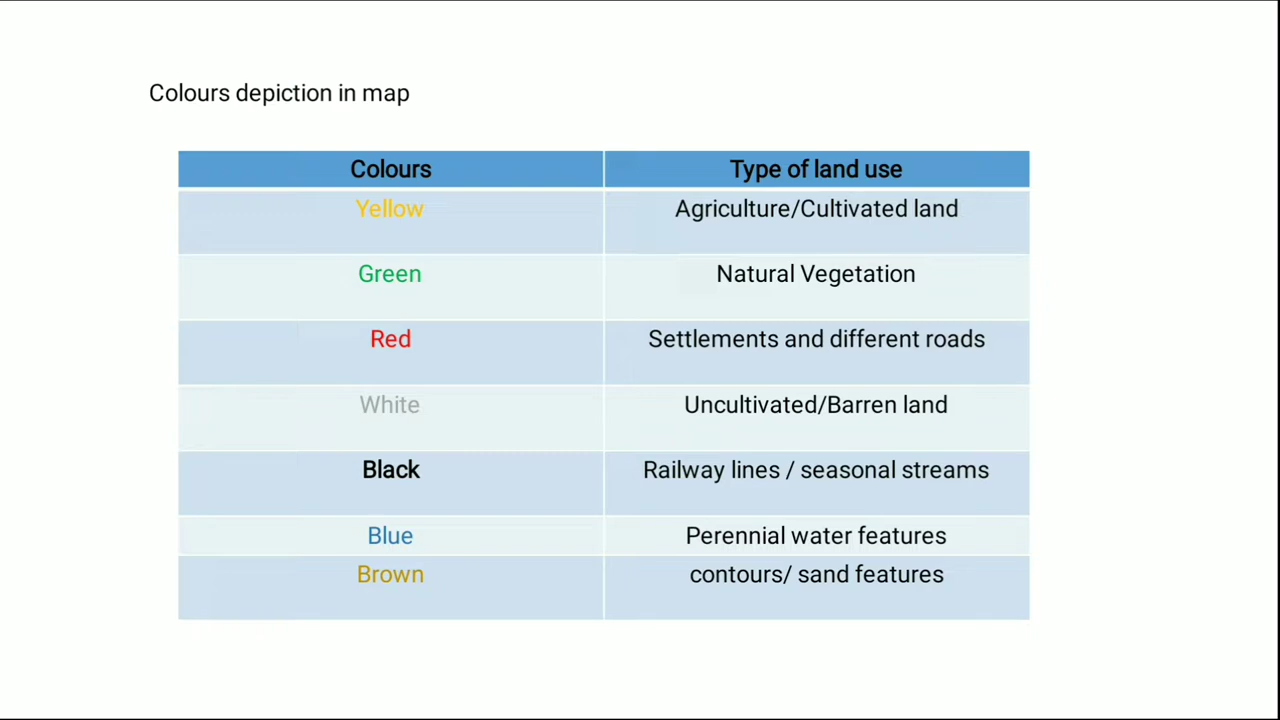 Colours depiction in map
Colours Type of land use
Yellow Agriculture/Cultivated land
Green Natural Vegetation
Red Settlements and different roads
White Uncultivated/Barren land
Black Railway lines / seasonal streams
Blue Perennial water features
Brown contours/ sand features